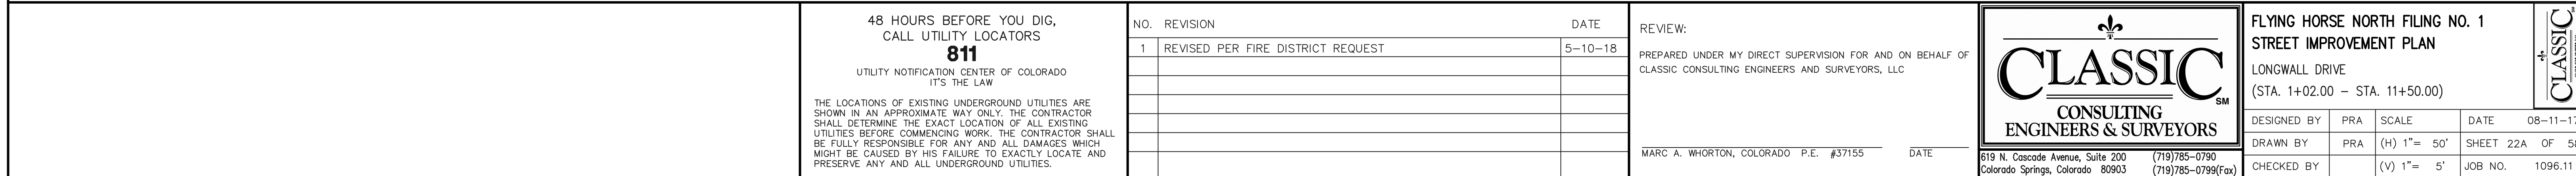 48 HOURS BEFORE YOU DIG,
CALL UTILITY LOCATORS
811
UTILITY NOTIFICATION CENTER OF COLORADO
IT'S THE LAW
THE LOCATIONS OF EXISTING UNDERGROUND UTILITIES ARE
SHOWN IN AN APPROXIMATE WAY ONLY. THE CONTRACTOR
SHALL DETERMINE THE EXACT LOCATION OF ALL EXISTING
UTILITIES BEFORE COMMENCING WORK. THE CONTRACTOR SHALL
BE FULLY RESPONSIBLE FOR ANY AND ALL DAMAGES WHICH
MIGHT BE CAUSED BY HIS FAILURE TO EXACTLY LOCATE AND
PRESERVE ANY AND ALL UNDERGROUND UTILITIES.
NO. REVISION DATE
1 REVISED PER FIRE DISTRICT REQUEST 5-10-18
REVIEW:
PREPARED UNDER MY DIRECT SUPERVISION FOR AND ON BEHALF OF
CLASSIC CONSULTING ENGINEERS AND SURVEYORS, LLC
MARC A. WHORTON, COLORADO P.E. #37155 DATE
CLASSIC SM
CONSULTING
ENGINEERS & SURVEYORS
619 N. Cascade Avenue, Suite 200 (719)785-0790
Colorado Springs, Colorado 80903 (719)785-0799(Fax)
FLYING HORSE NORTH FILING NO. 1
STREET IMPROVEMENT PLAN
LONGWALL DRIVE
(STA. 1+02.00 - STA. 11+50.00)
CLASSIC
DESIGNED BY PRA SCALE DATE 08-11-17
DRAWN BY PRA (H) 1"= 50' SHEET 22A OF
CHECKED BY (V) 1"= 5' JOB NO. 1096.11